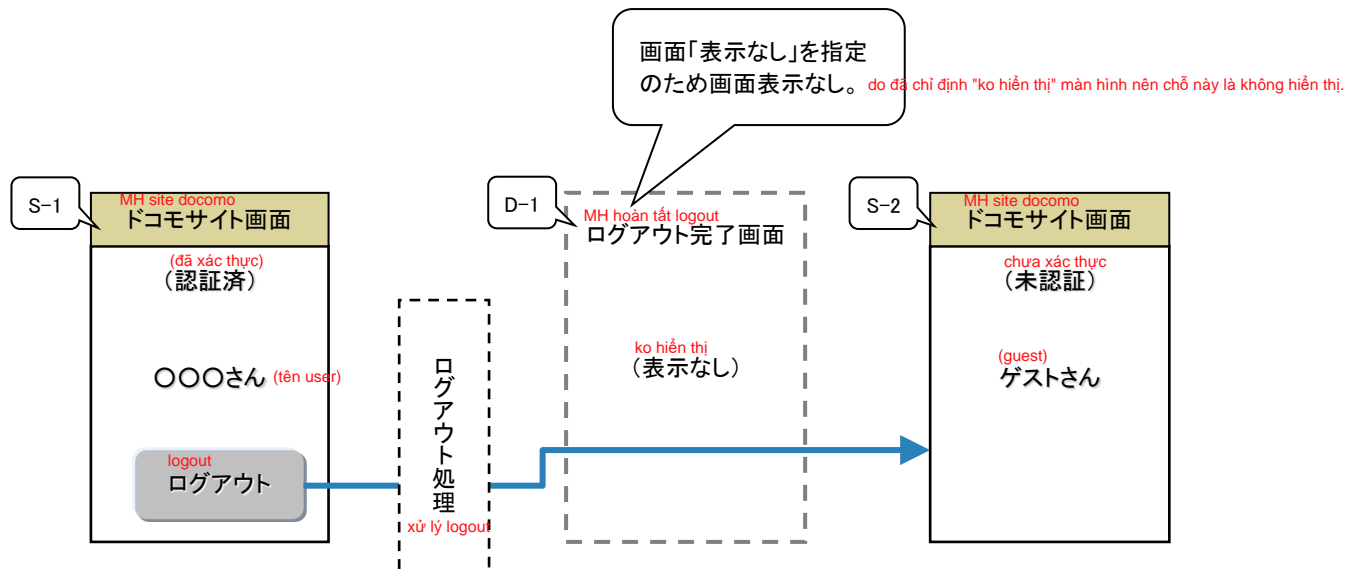 画面「表示なし」を指定
のため画面表示なし。 do đã chỉ định "ko hiển thị" màn hình nên chỗ này là không hiển thị.
S-1
MH site docomo
ドコモサイト画面
(đã xác thực)
（認証済）
〇〇〇さん (tên user)
logout
ログアウト
ログアウト処理
xử lý logout
D-1
MH hoàn tất logout
ログアウト完了画面
ko hiển thị
（表示なし）
S-2
MH site docomo
ドコモサイト画面
chưa xác thực
（未認証）
(guest)
ゲストさん